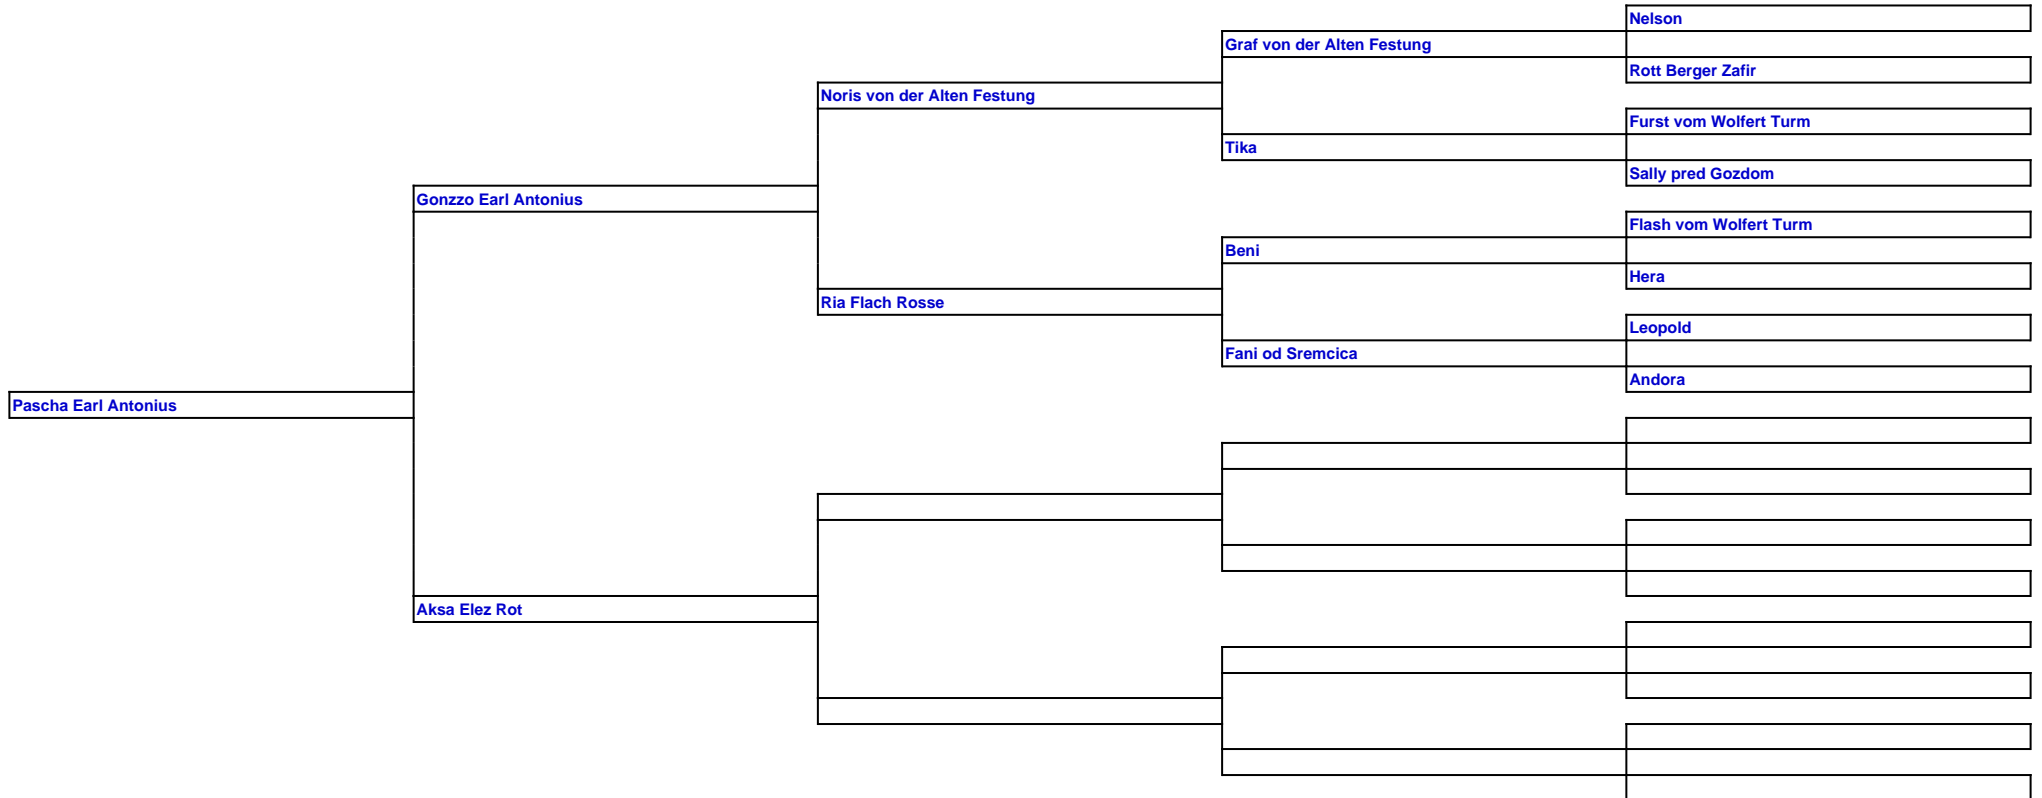 Nelson
Graf von der Alten Festung
Rott Berger Zafir
Noris von der Alten Festung
Furst vom Wolfert Turm
Tika
Sally pred Gozdom
Gonzzo Earl Antonius
Flash vom Wolfert Turm
Beni
Hera
Ria Flach Rosse
Leopold
Fani od Sremcica
Andora
Pascha Earl Antonius
Aksa Elez Rot